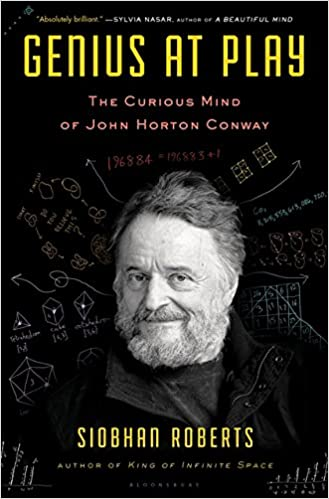 "Absolutely brilliant." —SYLVIA NASAR, AUTHOR OF A BEAUTIFUL MIND
GENIUS AT PLAY
THE CURIOUS MIND
OF JOHN HORTON CONWAY
196884 = 196883 + 1
SIOBHAN ROBERTS
AUTHOR OF KING OF INFINITE SPACE
BLOOMSBURY